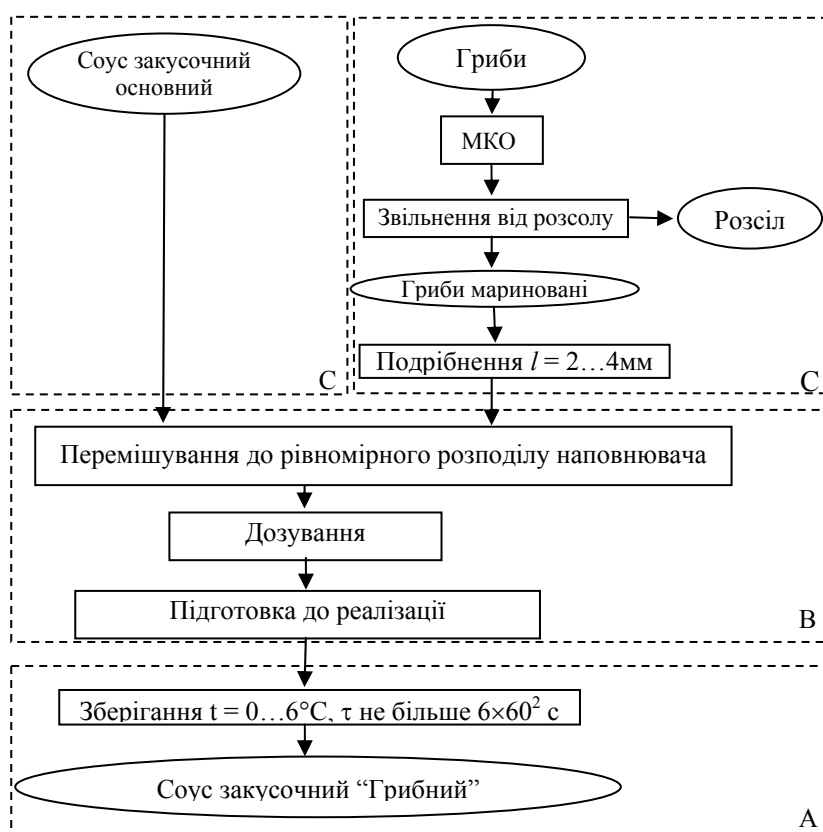 Соус закусочний
основний
С
Гриби
МКО
Звільнення від розсолу
Розсіл
Гриби мариновані
Подрібнення l = 2…4мм
С
Перемішування до рівномірного розподілу наповнювача
Дозування
Підготовка до реалізації
В
Зберігання t = 0…6°С, τ не більше 6×60² с
Соус закусочний “Грибний”
А